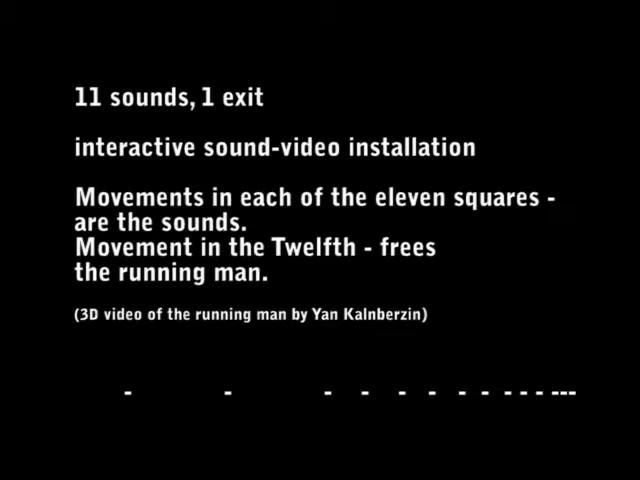 11 sounds, 1 exit
interactive sound-video installation
Movements in each of the eleven squares -
are the sounds.
Movement in the Twelfth - frees
the running man.
(3D video of the running man by Yan Kalnberzin)
- - - - - - - - - - - ---